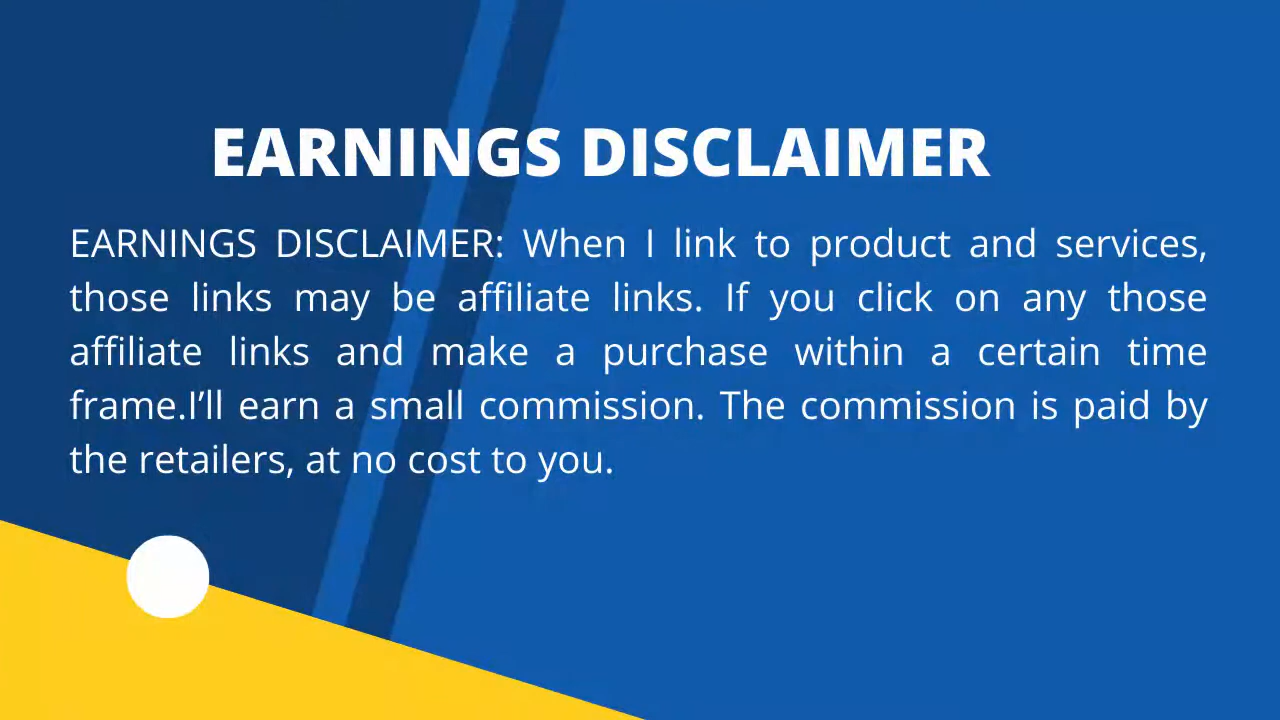 EARNINGS DISCLAIMER
EARNINGS DISCLAIMER: When I link to product and services,
those links may be affiliate links. If you click on any those
affiliate links and make a purchase within a certain time
frame.I’ll earn a small commission. The commission is paid by
the retailers, at no cost to you.